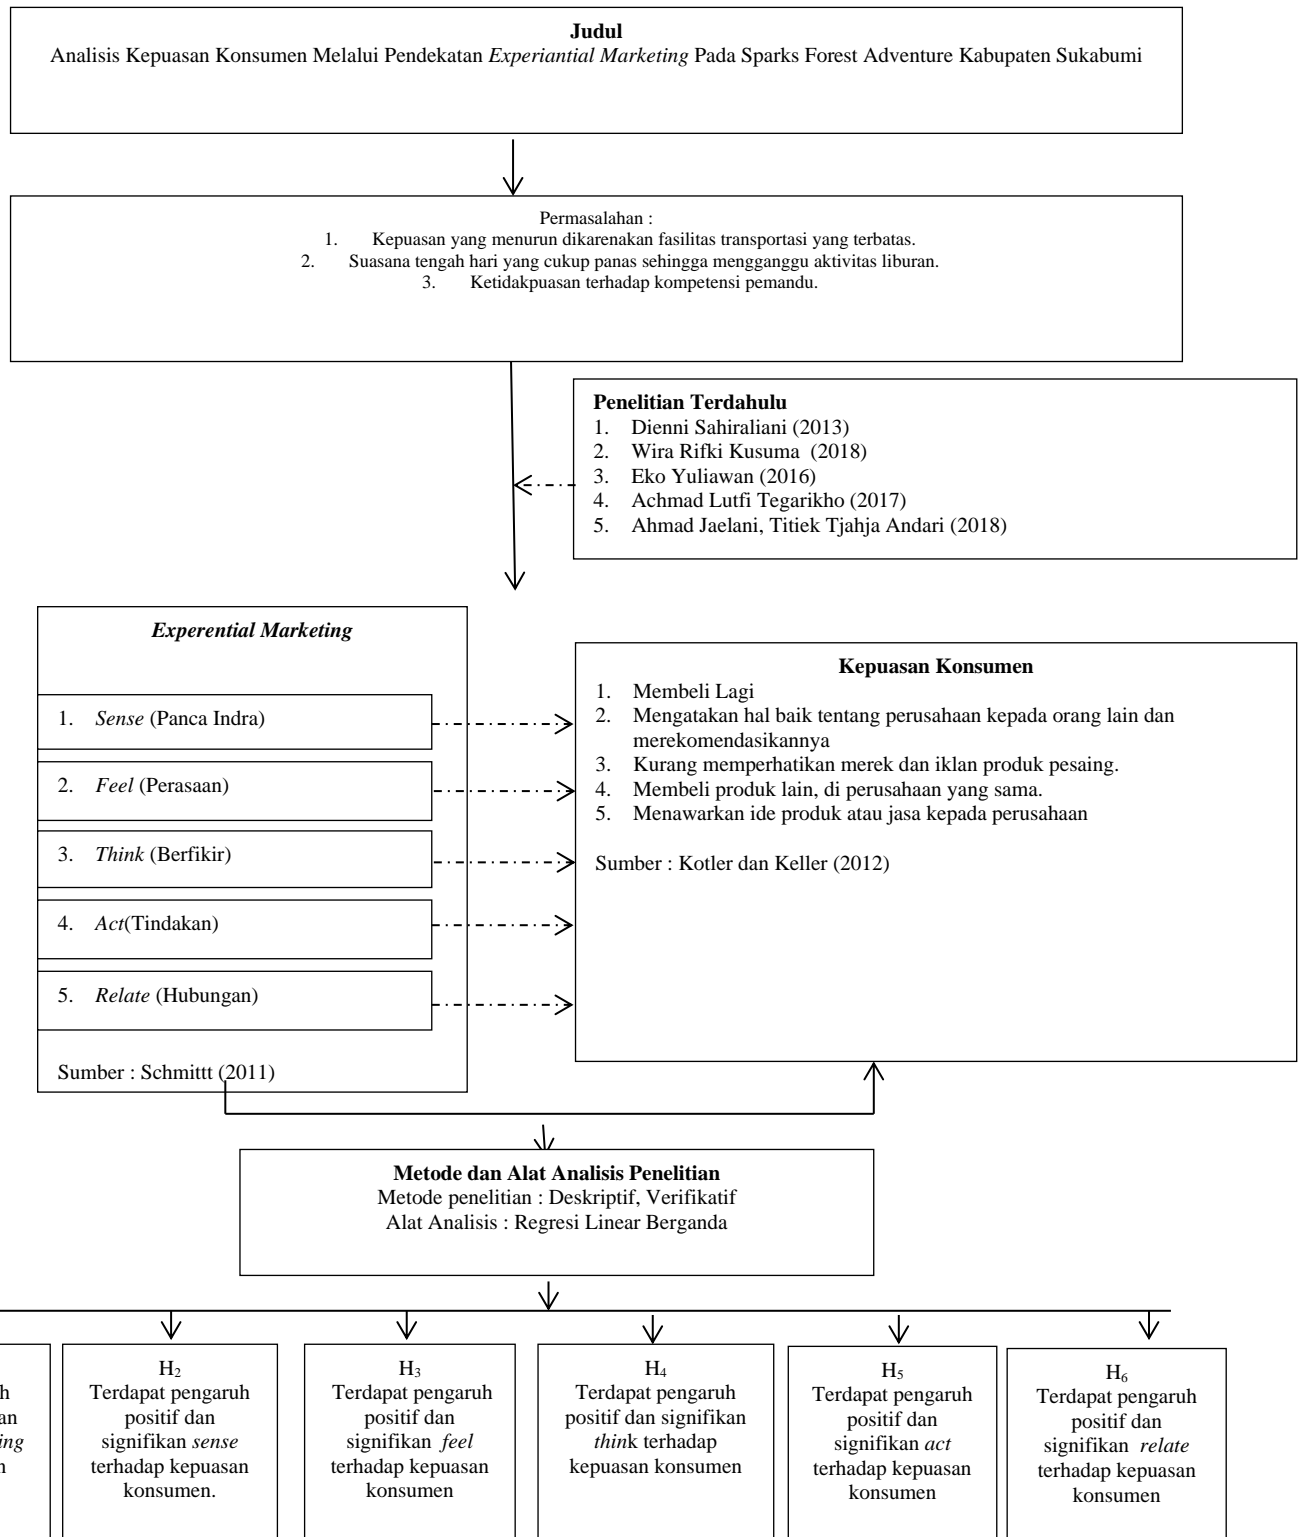 Judul
Analisis Kepuasan Konsumen Melalui Pendekatan Experiantial Marketing Pada Sparks Forest Adventure Kabupaten Sukabumi
Permasalahan :
1. Kepuasan yang menurun dikarenakan fasilitas transportasi yang terbatas.
2. Suasana tengah hari yang cukup panas sehingga mengganggu aktivitas liburan.
3. Ketidakpuasan terhadap kompetensi pemandu.
Penelitian Terdahulu
1. Dienni Sahiraliani (2013)
2. Wira Rifki Kusuma (2018)
3. Eko Yuliawan (2016)
4. Achmad Lutfi Tegarikho (2017)
5. Ahmad Jaelani, Titiek Tjahja Andari (2018)
Experential Marketing
1. Sense (Panca Indra)
2. Feel (Perasaan)
3. Think (Berfikir)
4. Act(Tindakan)
5. Relate (Hubungan)
Sumber : Schmittt (2011)
Kepuasan Konsumen
1. Membeli Lagi
2. Mengatakan hal baik tentang perusahaan kepada orang lain dan
merekomendasikannya
3. Kurang memperhatikan merek dan iklan produk pesaing.
4. Membeli produk lain, di perusahaan yang sama.
5. Menawarkan ide produk atau jasa kepada perusahaan
Sumber : Kotler dan Keller (2012)
Metode dan Alat Analisis Penelitian
Metode penelitian : Deskriptif, Verifikatif
Alat Analisis : Regresi Linear Berganda
H2
Terdapat pengaruh
positif dan
signifikan sense
terhadap kepuasan
konsumen.
H3
Terdapat pengaruh
positif dan
signifikan feel
terhadap kepuasan
konsumen
H4
Terdapat pengaruh
positif dan signifikan
think terhadap
kepuasan konsumen
H5
Terdapat pengaruh
positif dan
signifikan act
terhadap kepuasan
konsumen
H6
Terdapat pengaruh
positif dan
signifikan relate
terhadap kepuasan
konsumen